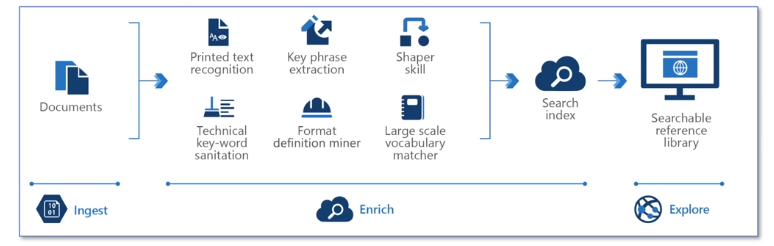 Documents
Printed text
recognition
Key phrase
extraction
Shaper
skill
Technical
key-word
sanitation
Format
definition miner
Large scale
vocabulary
matcher
Search
index
Searchable
reference
library
Ingest
Enrich
Explore